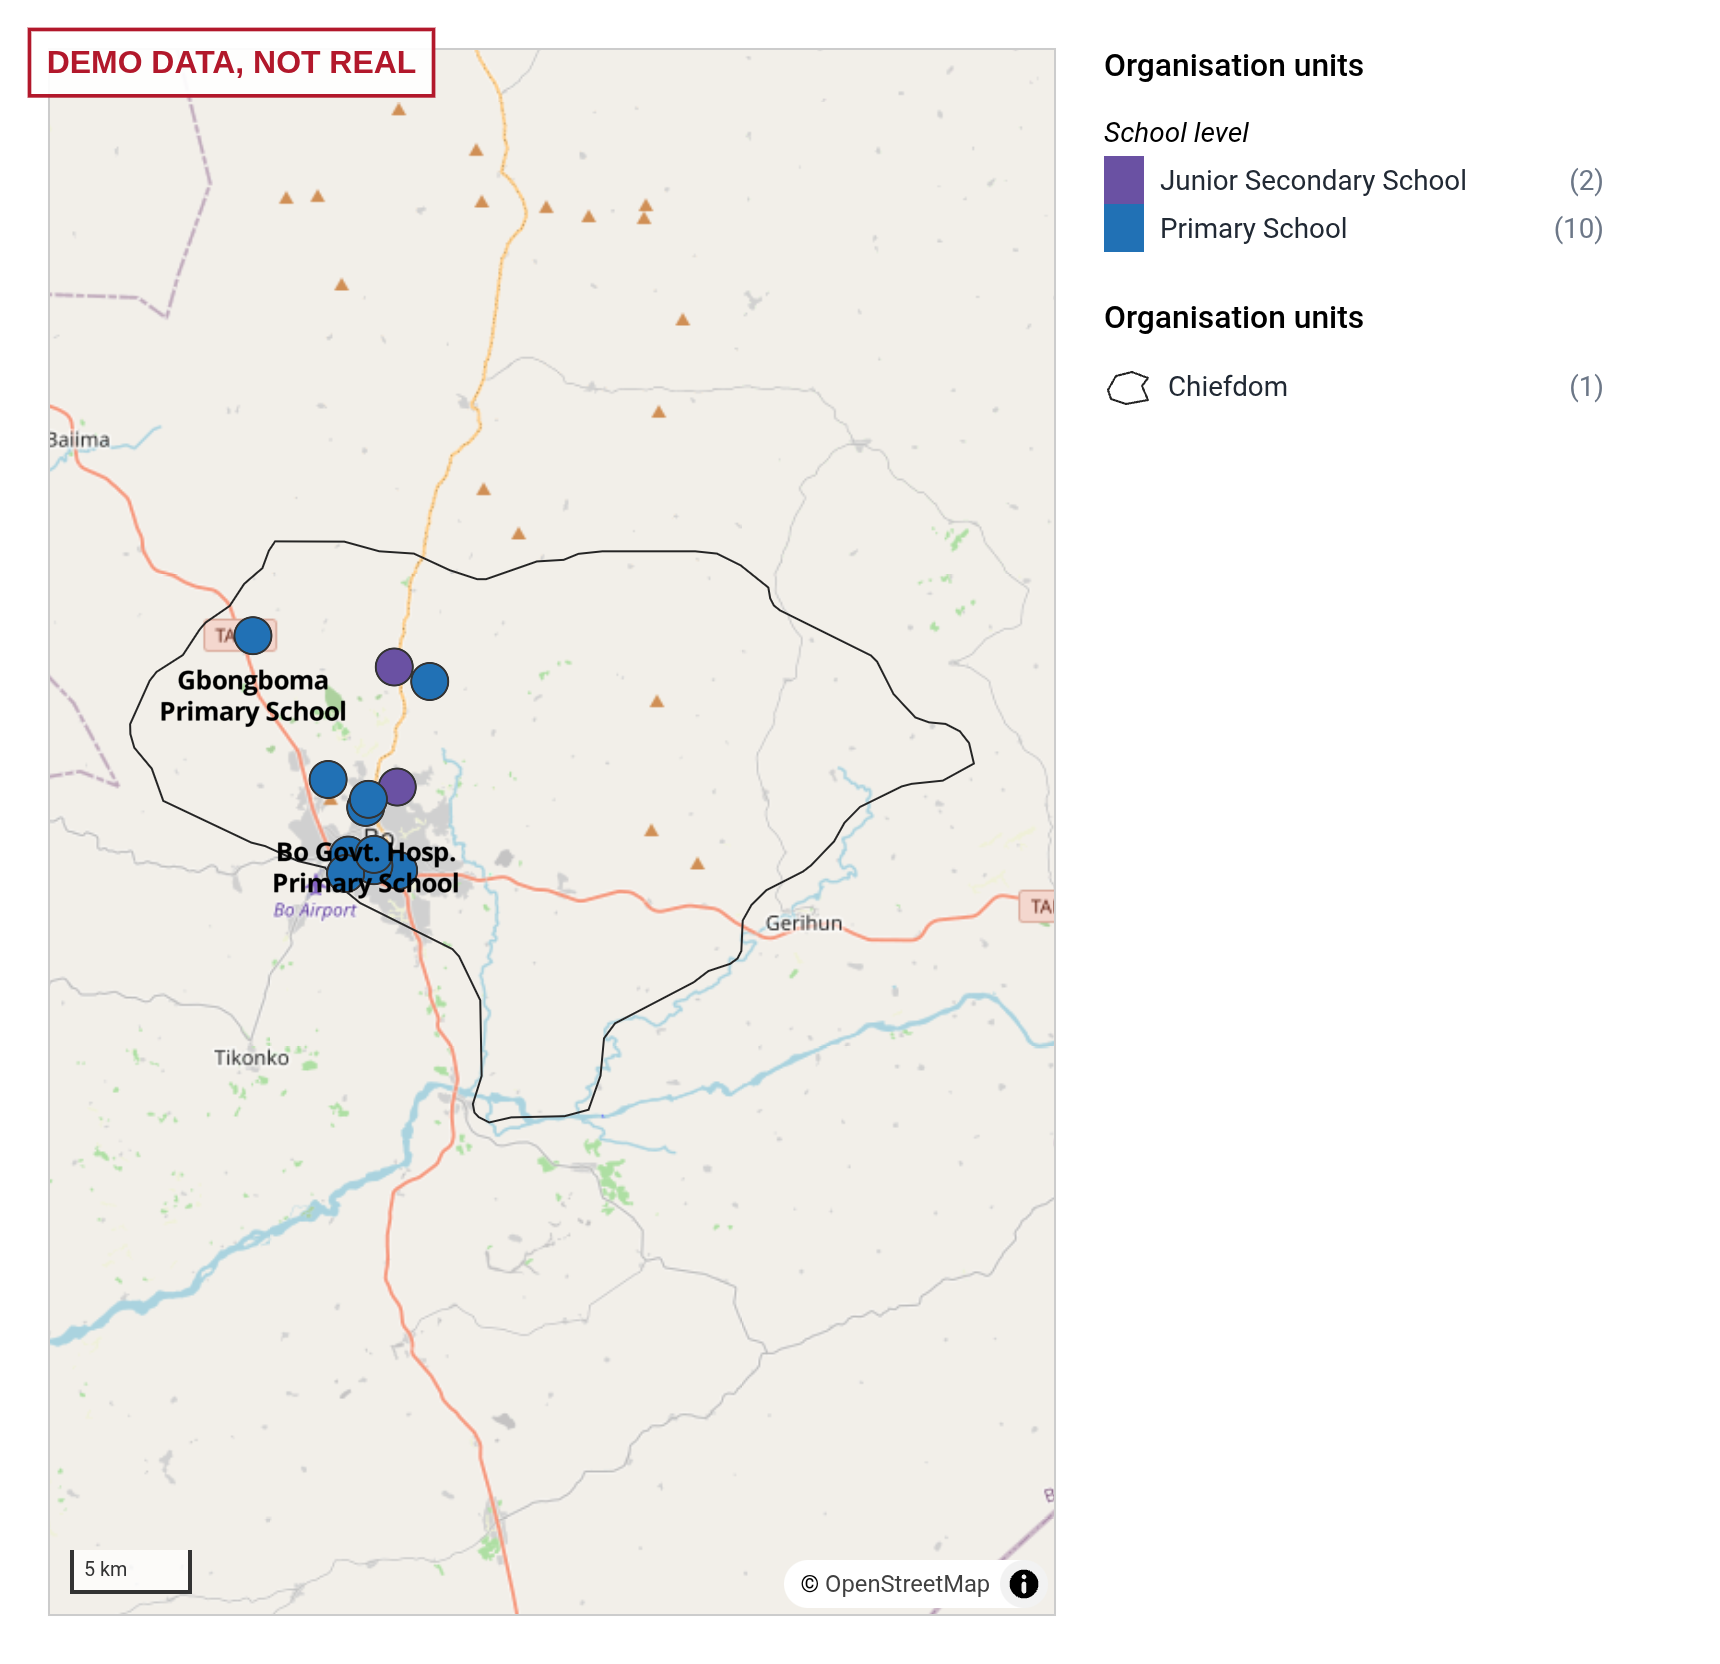 DEMO DATA, NOT REAL
Organisation units
School level
Junior Secondary School (2)
Primary School (10)
Organisation units
Chiefdom (1)
Baiima
TA
Gbongboma
Primary School
Bo
Bo Govt. Hosp.
Primary School
Bo Airport
Gerihun
TA
Tikonko
B
5 km
© OpenStreetMap